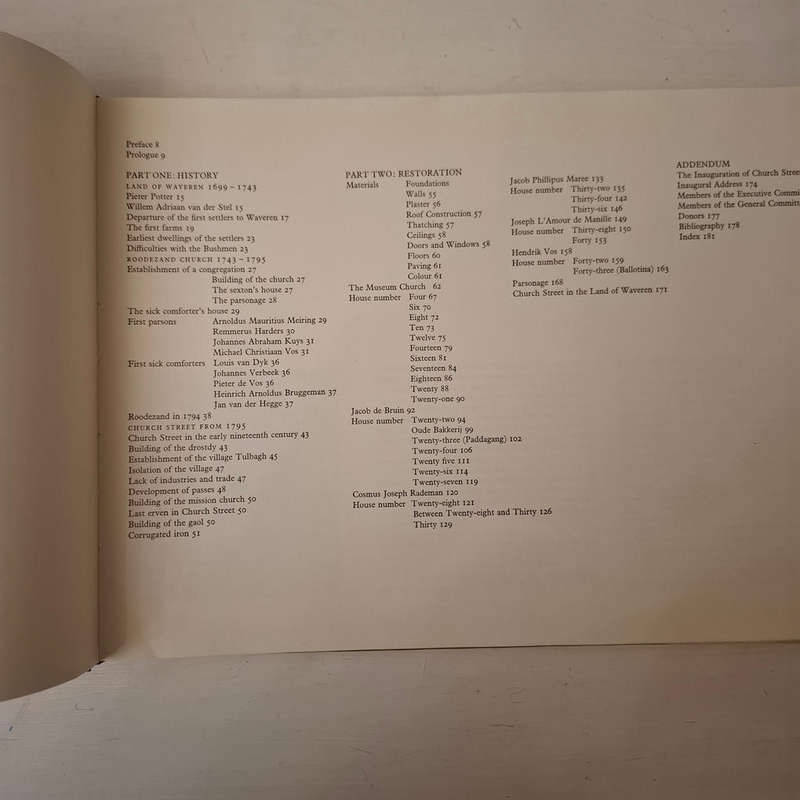 Preface 8
Prologue 9
PART ONE: HISTORY
LAND OF WAVEREN 1699 – 1743
Pieter Potter 15
Willem Adriaan van der Stel 15
Departure of the first settlers to Waveren 17
The first farms 19
Earliest dwellings of the settlers 23
Difficulties with the Bushmen 23
ROODEZAND CHURCH 1743 – 1795
Establishment of a congregation 27
Building of the church 27
The sexton's house 27
The parsonage 28
The sick comforter's house 29
First parsons Arnoldus Mauritius Meiring 29
Remmerus Harders 30
Johannes Abraham Kuys 31
Michael Christiaan Vos 31
First sick comforters Louis van Dyk 36
Johannes Verbeek 36
Pieter de Vos 36
Heinrich Arnoldus Bruggeman 37
Jan van der Hegge 37
Roodezand in 1794 38
CHURCH STREET FROM 1795
Church Street in the early nineteenth century 43
Building of the drostdy 43
Establishment of the village Tulbagh 45
Isolation of the village 47
Lack of industries and trade 47
Development of passes 48
Building of the mission church 50
Last erven in Church Street 50
Building of the gaol 50
Corrugated iron 51
PART TWO: RESTORATION
Materials Foundations
Walls 55
Plaster 56
Roof Construction 57
Thatching 57
Ceilings 58
Doors and Windows 58
Floors 60
Paving 61
Colour 61
The Museum Church 62
House number Four 67
Six 70
Eight 72
Ten 73
Twelve 75
Fourteen 79
Sixteen 81
Seventeen 84
Eighteen 86
Twenty 88
Twenty-one 90
Jacob de Bruin 92
House number Twenty-two 94
Oude Bakkerij 99
Twenty-three (Paddagang) 102
Twenty-four 106
Twenty five 111
Twenty-six 114
Twenty-seven 119
Cosmus Joseph Rademan 120
House number Twenty-eight 121
Between Twenty-eight and Thirty 126
Thirty 129
Jacob Phillipus Maree 133
House number Thirty-two 135
Thirty-four 142
Thirty-six 146
Joseph L'Amour de Manille 149
House number Thirty-eight 150
Forty 153
Hendrik Vos 158
House number Forty-two 159
Forty-three (Ballotina) 163
Parsonage 168
Church Street in the Land of Waveren 171
ADDENDUM
The Inauguration of Church Stree
Inaugural Address 174
Members of the Executive Commi
Members of the General Committ
Donors 177
Bibliography 178
Index 181